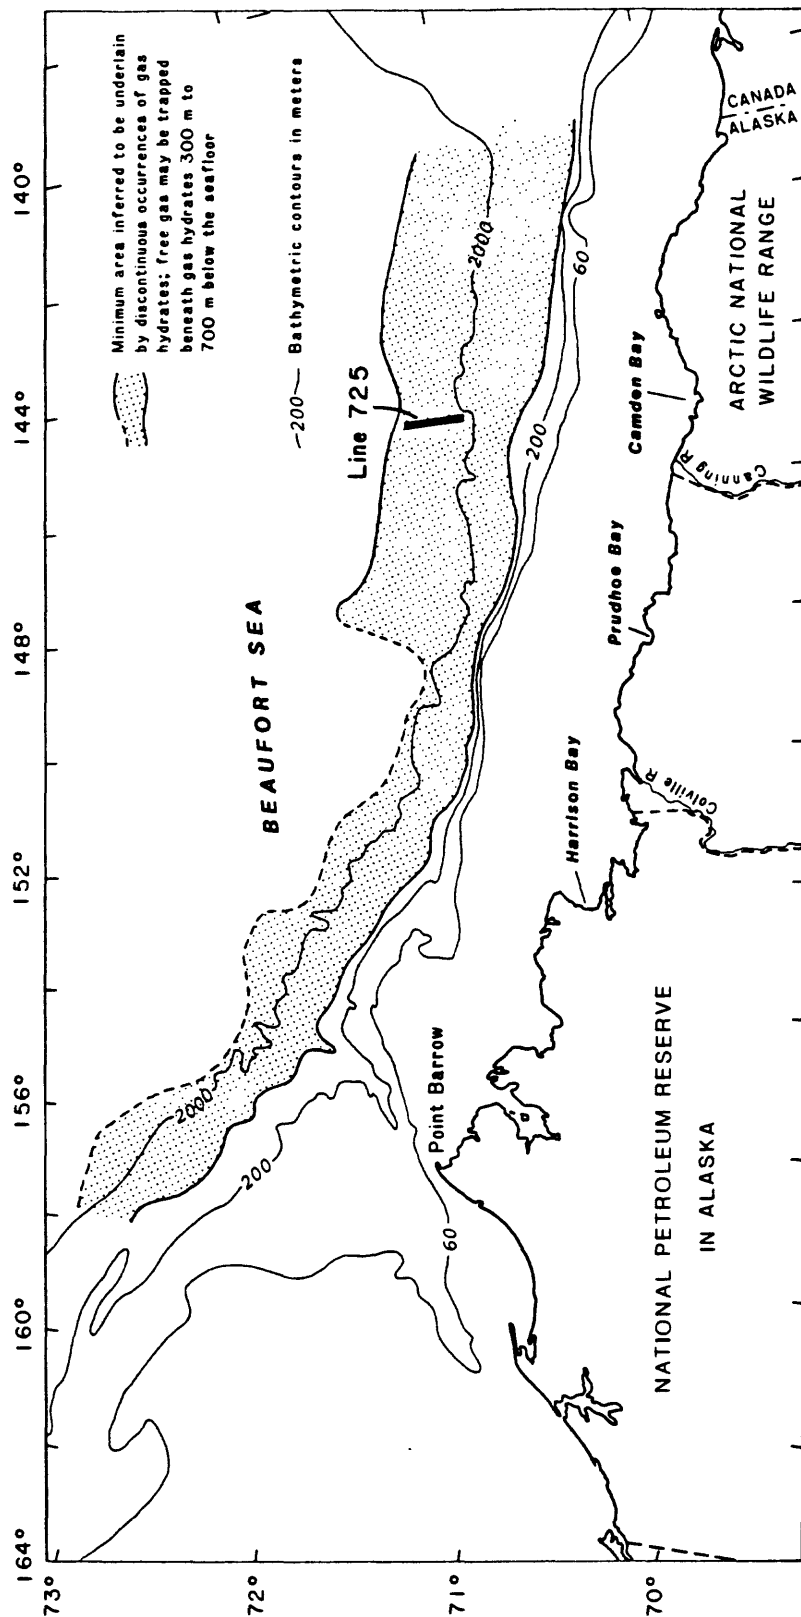 164°
160°
156°
152°
148°
144°
140°
73°
72°
71°
70°
Minimum area inferred to be underlain
by discontinuous occurrences of gas
hydrates; free gas may be trapped
beneath gas hydrates 300 m to
700 m below the seafloor
200
Bathymetric contours in meters
Line 725
BEAUFORT SEA
2000
2000
200
200
60
60
Point Barrow
Harrison Bay
Prudhoe Bay
Camden Bay
Colville R
Canning R
CANADA
ALASKA
NATIONAL PETROLEUM RESERVE
IN ALASKA
ARCTIC NATIONAL
WILDLIFE RANGE